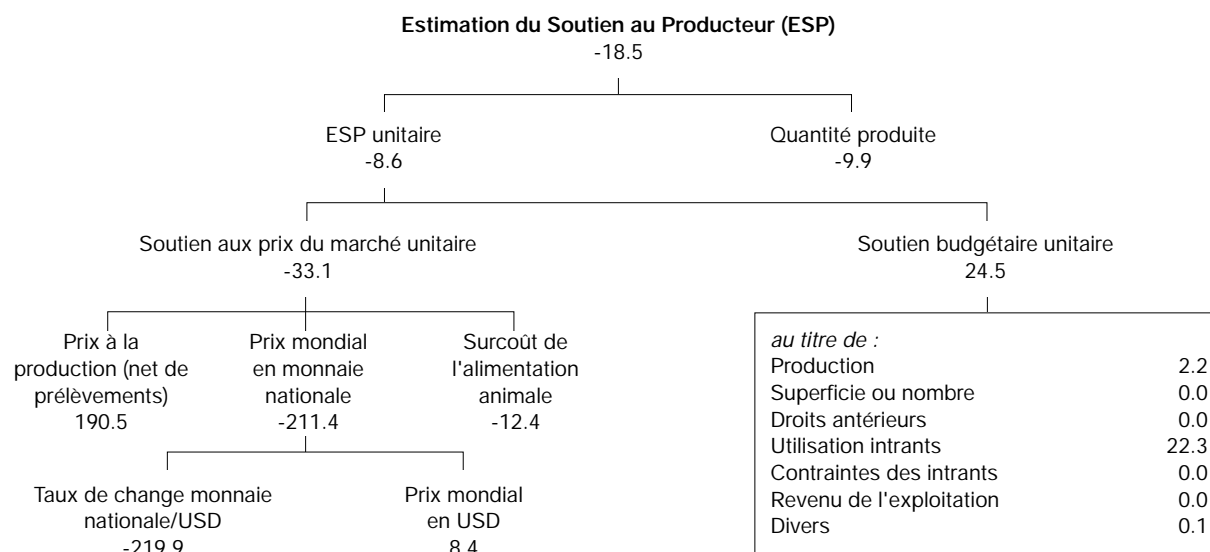 Estimation du Soutien au Producteur (ESP)
-18.5
ESP unitaire
-8.6
Quantité produite
-9.9
Soutien aux prix du marché unitaire
-33.1
Soutien budgétaire unitaire
24.5
Prix à la
production (net de
prélèvements)
190.5
Prix mondial
en monnaie
nationale
-211.4
Surcoût de
l'alimentation
animale
-12.4
au titre de :
Production 2.2
Superficie ou nombre 0.0
Droits antérieurs 0.0
Utilisation intrants 22.3
Contraintes des intrants 0.0
Revenu de l'exploitation 0.0
Divers 0.1
Taux de change monnaie
nationale/USD
-219.9
Prix mondial
en USD
8.4